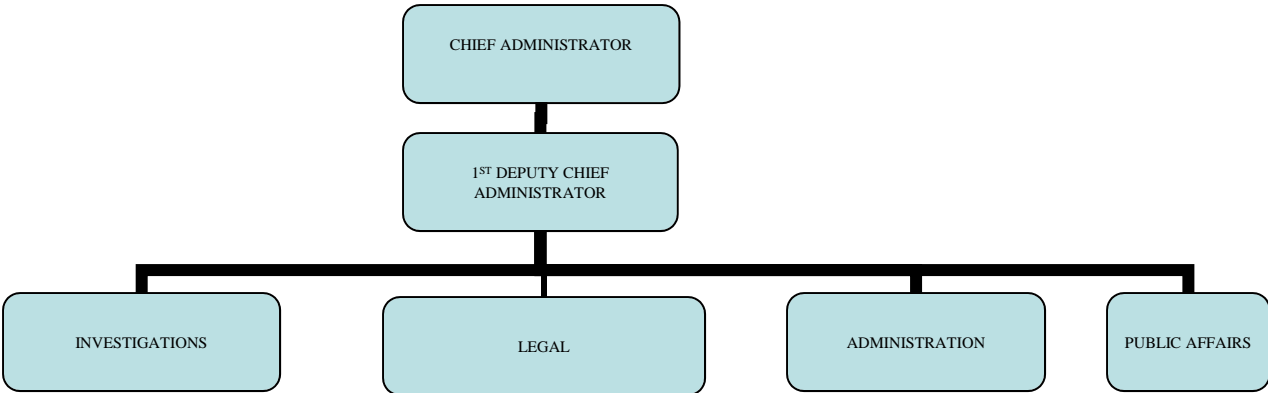 CHIEF ADMINISTRATOR
1ST DEPUTY CHIEF
ADMINISTRATOR
INVESTIGATIONS
LEGAL
ADMINISTRATION
PUBLIC AFFAIRS